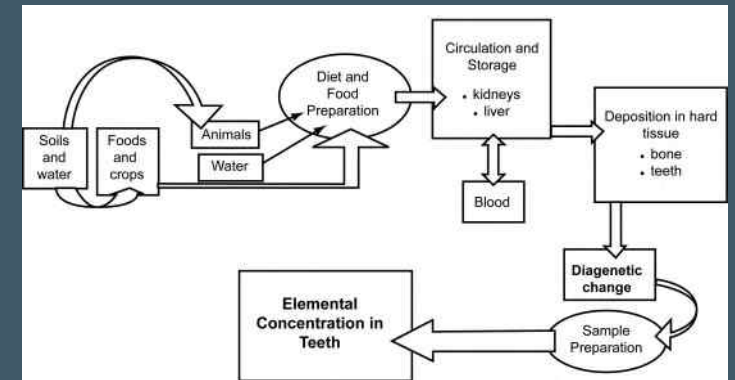 Soils
and
water
Foods
and
crops
Animals
Water
Diet and
Food
Preparation
Circulation and
Storage
• kidneys
• liver
Blood
Deposition in hard
tissue
• bone
• teeth
Diagenetic
change
Sample
Preparation
Elemental
Concentration in
Teeth